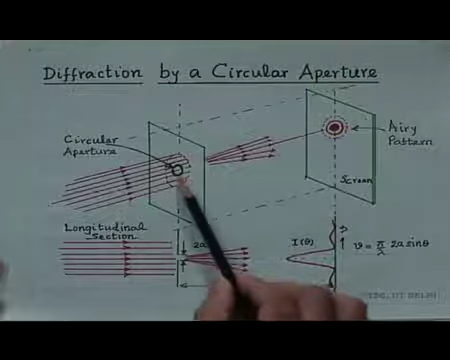 Diffraction by a Circular Aperture
Circular
Aperture
Airy
Pattern
Screen
Longitudinal
Section
2a
I(θ)
v = π/λ 2a sinθ